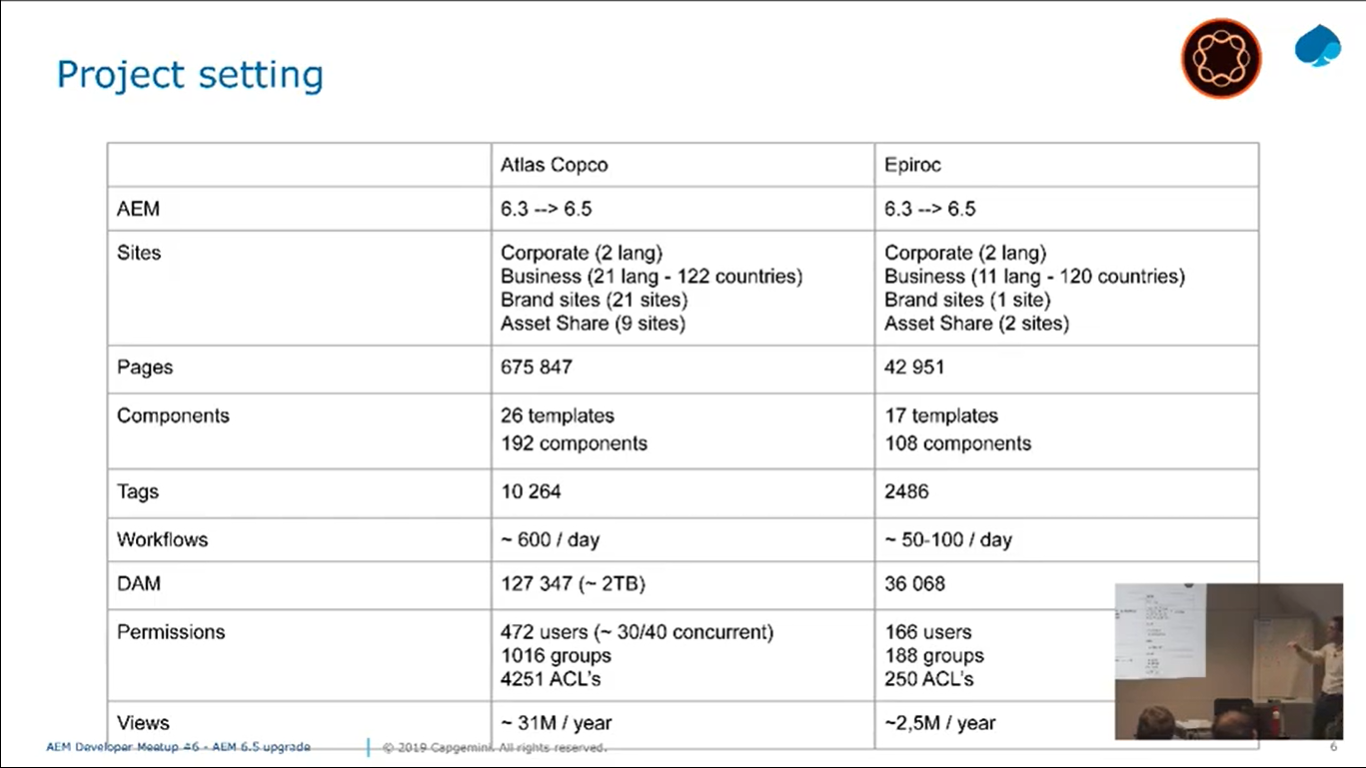 Project setting
Atlas Copco
Epiroc
AEM
6.3 --> 6.5
6.3 --> 6.5
Sites
Corporate (2 lang)
Business (21 lang - 122 countries)
Brand sites (21 sites)
Asset Share (9 sites)
Corporate (2 lang)
Business (11 lang - 120 countries)
Brand sites (1 site)
Asset Share (2 sites)
Pages
675 847
42 951
Components
26 templates
192 components
17 templates
108 components
Tags
10 264
2486
Workflows
~ 600 / day
~ 50-100 / day
DAM
127 347 (~ 2TB)
36 068
Permissions
472 users (~ 30/40 concurrent)
1016 groups
4251 ACL's
166 users
188 groups
250 ACL's
Views
~ 31M / year
~2,5M / year
AEM Developer Meetup #6 - AEM 6.5 upgrade
© 2019 Capgemini. All rights reserved.
6